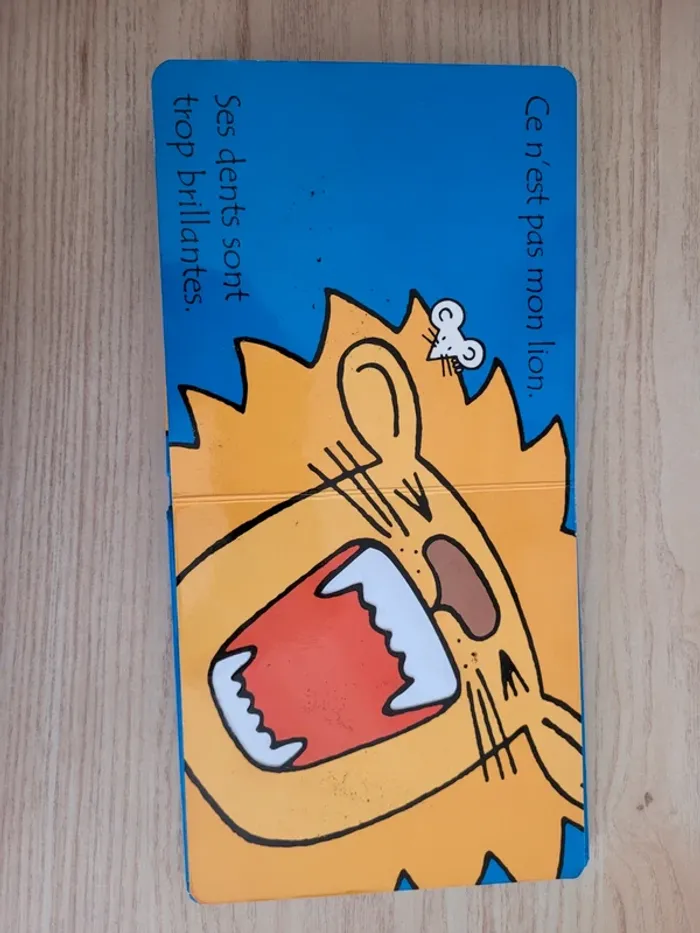 Ce n'est pas mon lion.
Ses dents sont
trop brillantes.